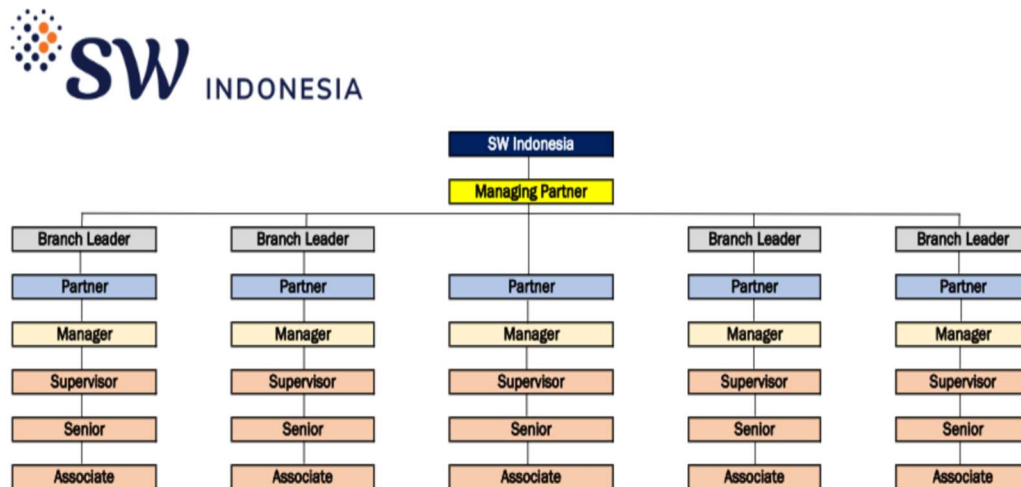 SW INDONESIA
SW Indonesia
Managing Partner
Branch Leader Branch Leader Branch Leader Branch Leader
Partner Partner Partner Partner Partner
Manager Manager Manager Manager Manager
Supervisor Supervisor Supervisor Supervisor Supervisor
Senior Senior Senior Senior Senior
Associate Associate Associate Associate Associate